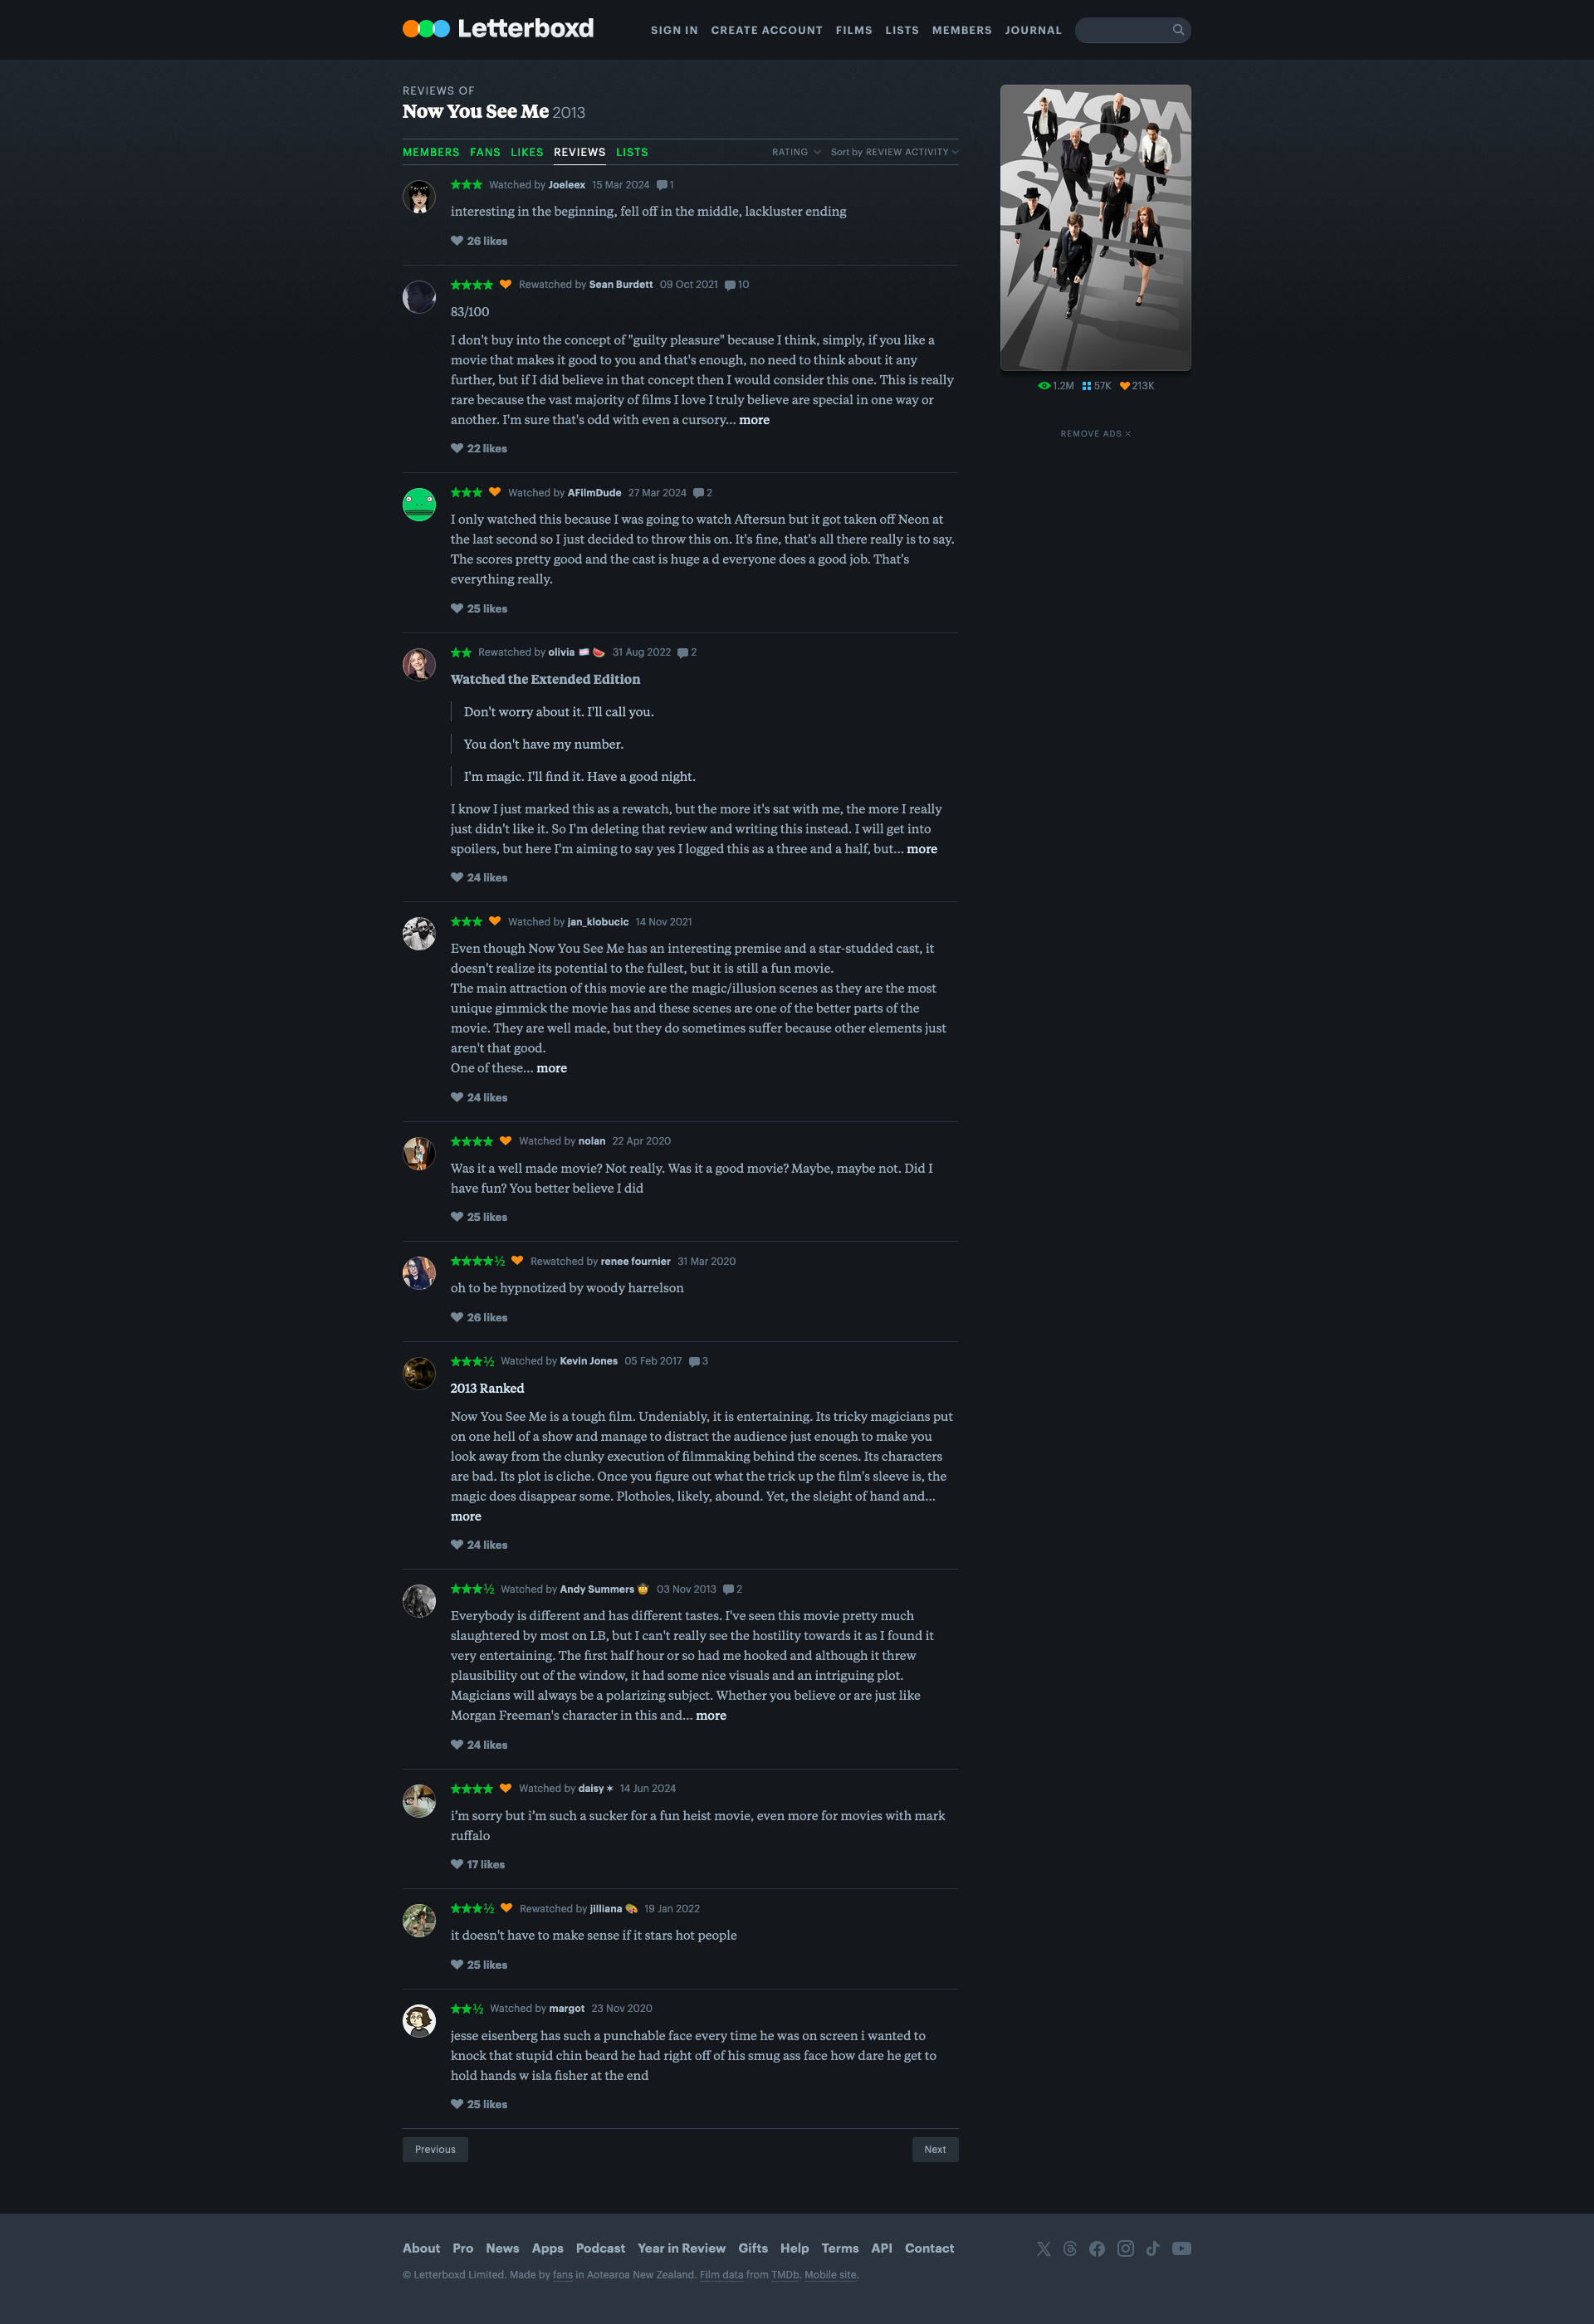 Letterboxd
SIGN IN CREATE ACCOUNT FILMS LISTS MEMBERS JOURNAL
REVIEWS OF
Now You See Me 2013
MEMBERS FANS LIKES REVIEWS LISTS
RATING Sort by REVIEW ACTIVITY
★★★ Watched by Joeleex 15 Mar 2024 1
interesting in the beginning, fell off in the middle, lackluster ending
26 likes
★★★★ Rewatched by Sean Burdett 09 Oct 2021 10
83/100
I don't buy into the concept of "guilty pleasure" because I think, simply, if you like a
movie that makes it good to you and that's enough, no need to think about it any
further, but if I did believe in that concept then I would consider this one. This is really
rare because the vast majority of films I love I truly believe are special in one way or
another. I'm sure that's odd with even a cursory... more
22 likes
★★★ Watched by AFilmDude 27 Mar 2024 2
I only watched this because I was going to watch Aftersun but it got taken off Neon at
the last second so I just decided to throw this on. It's fine, that's all there really is to say.
The scores pretty good and the cast is huge a d everyone does a good job. That's
everything really.
25 likes
★★ Rewatched by olivia 31 Aug 2022 2
Watched the Extended Edition
Don't worry about it. I'll call you.
You don't have my number.
I'm magic. I'll find it. Have a good night.
I know I just marked this as a rewatch, but the more it's sat with me, the more I really
just didn't like it. So I'm deleting that review and writing this instead. I will get into
spoilers, but here I'm aiming to say yes I logged this as a three and a half, but... more
24 likes
★★★ Watched by jan_klobucic 14 Nov 2021
Even though Now You See Me has an interesting premise and a star-studded cast, it
doesn't realize its potential to the fullest, but it is still a fun movie.
The main attraction of this movie are the magic/illusion scenes as they are the most
unique gimmick the movie has and these scenes are one of the better parts of the
movie. They are well made, but they do sometimes suffer because other elements just
aren't that good.
One of these... more
24 likes
★★★★ Watched by nolan 22 Apr 2020
Was it a well made movie? Not really. Was it a good movie? Maybe, maybe not. Did I
have fun? You better believe I did
25 likes
★★★★½ Rewatched by renee fournier 31 Mar 2020
oh to be hypnotized by woody harrelson
26 likes
★★★½ Watched by Kevin Jones 05 Feb 2017 3
2013 Ranked
Now You See Me is a tough film. Undeniably, it is entertaining. Its tricky magicians put
on one hell of a show and manage to distract the audience just enough to make you
look away from the clunky execution of filmmaking behind the scenes. Its characters
are bad. Its plot is cliche. Once you figure out what the trick up the film's sleeve is, the
magic does disappear some. Plotholes, likely, abound. Yet, the sleight of hand and...
more
24 likes
★★★½ Watched by Andy Summers 03 Nov 2013 2
Everybody is different and has different tastes. I've seen this movie pretty much
slaughtered by most on LB, but I can't really see the hostility towards it as I found it
very entertaining. The first half hour or so had me hooked and although it threw
plausibility out of the window, it had some nice visuals and an intriguing plot.
Magicians will always be a polarizing subject. Whether you believe or are just like
Morgan Freeman's character in this and... more
24 likes
★★★★ Watched by daisy ✶ 14 Jun 2024
i'm sorry but i'm such a sucker for a fun heist movie, even more for movies with mark
ruffalo
17 likes
★★★½ Rewatched by jilliana 19 Jan 2022
it doesn't have to make sense if it stars hot people
25 likes
★★½ Watched by margot 23 Nov 2020
jesse eisenberg has such a punchable face every time he was on screen i wanted to
knock that stupid chin beard he had right off of his smug ass face how dare he get to
hold hands w isla fisher at the end
25 likes
Previous
Next
NOW
YOU
SEE
ME
1.2M 57K 213K
REMOVE ADS
About Pro News Apps Podcast Year in Review Gifts Help Terms API Contact
© Letterboxd Limited. Made by fans in Aotearoa New Zealand. Film data from TMDb. Mobile site.